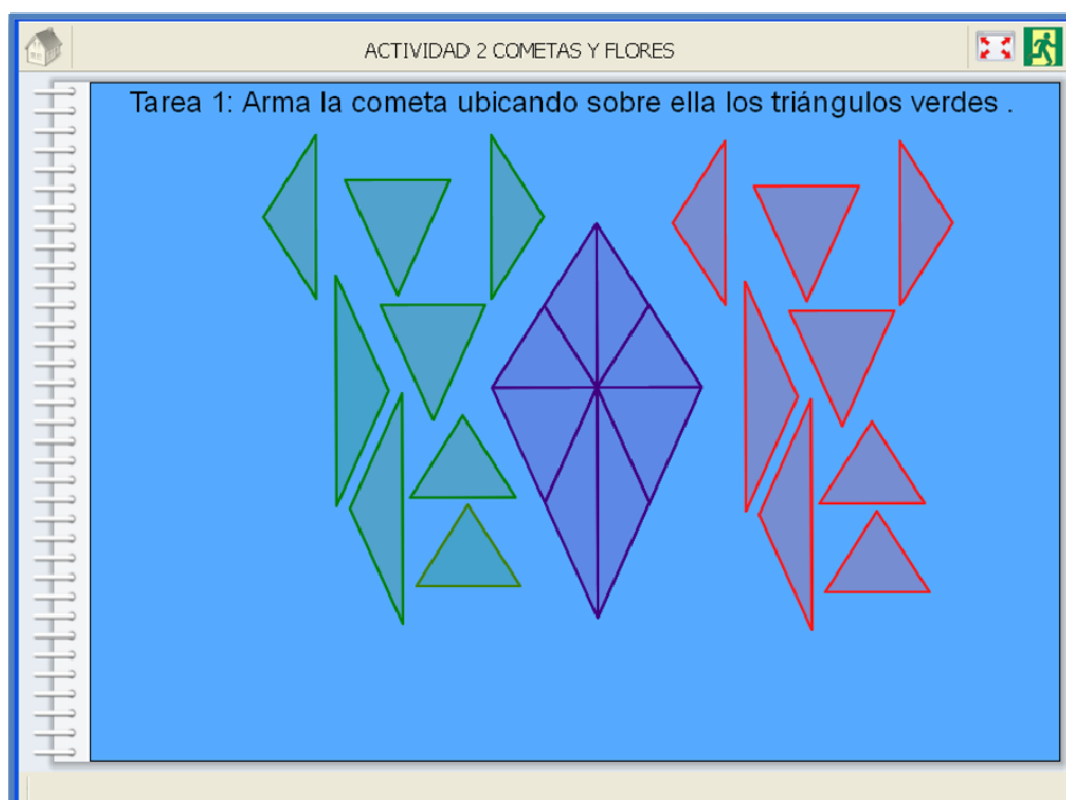 ACTIVIDAD 2 COMETAS Y FLORES
Tarea 1: Arma la cometa ubicando sobre ella los triángulos verdes .